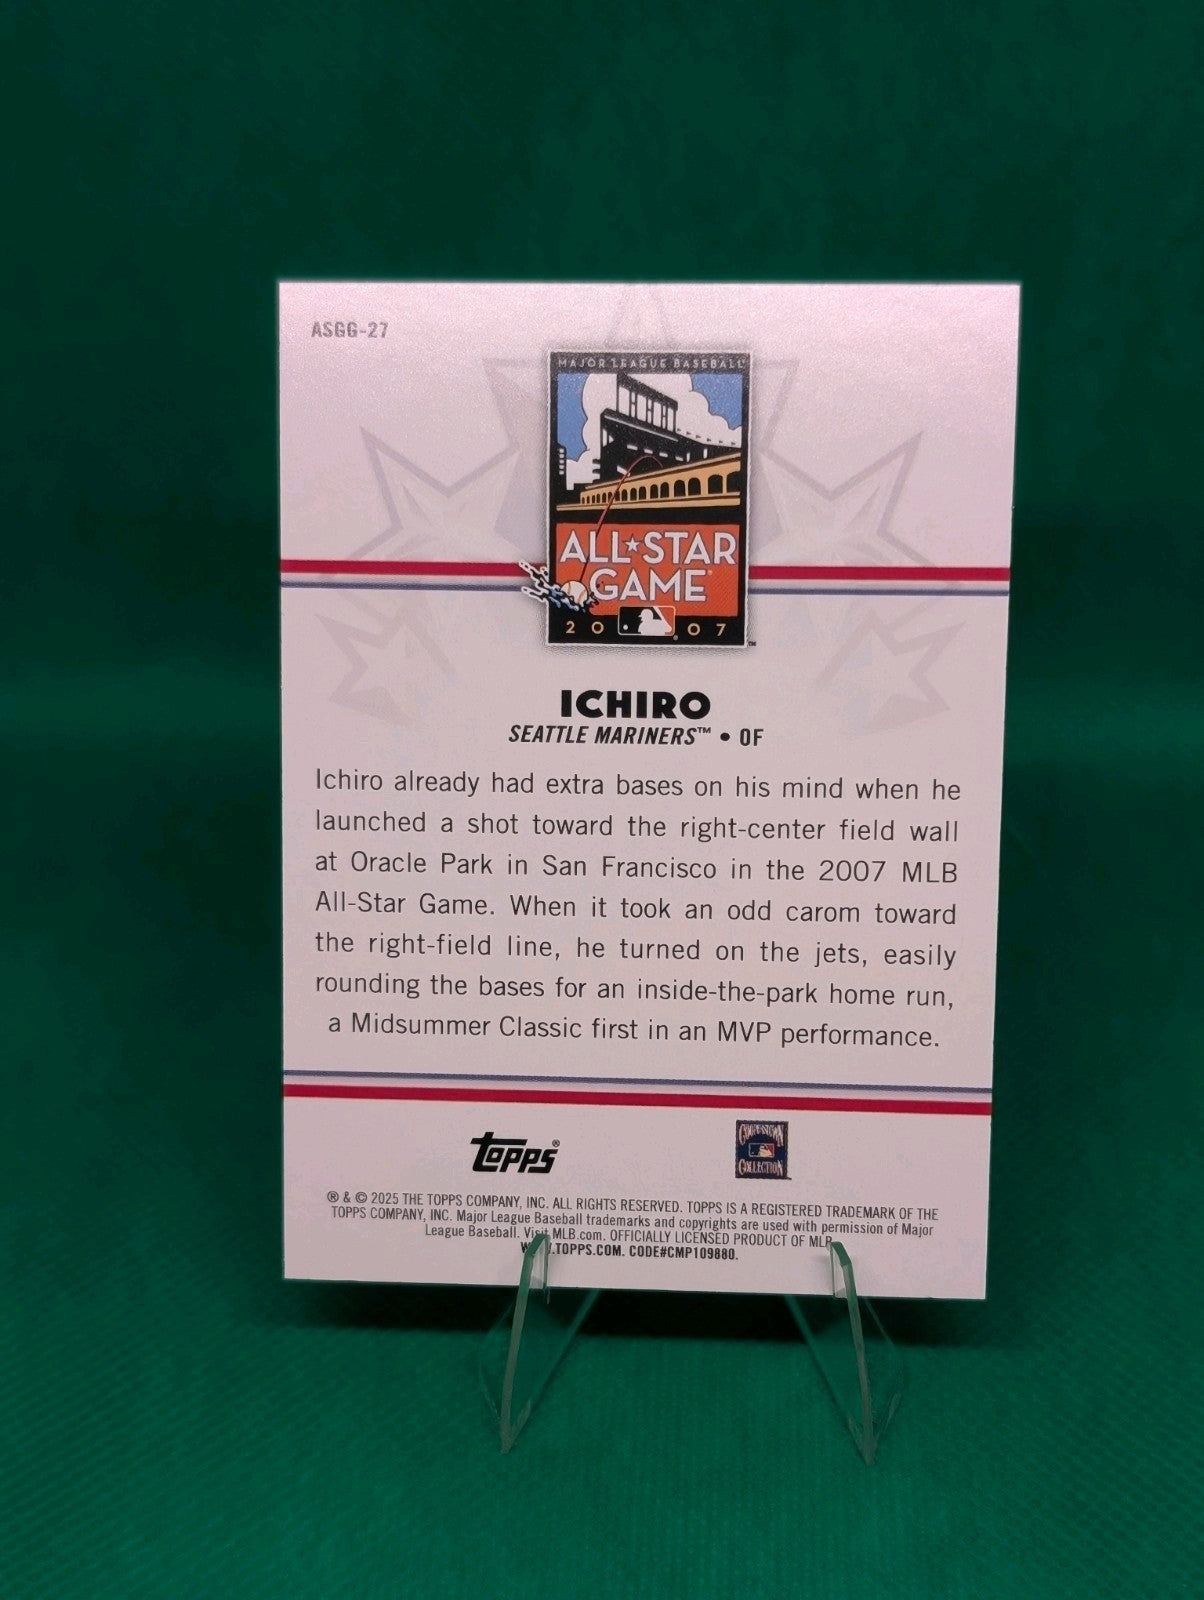 ASGG-27
MAJOR LEAGUE BASEBALL
ALL★STAR
GAME
2007
ICHIRO
SEATTLE MARINERS™ • OF
Ichiro already had extra bases on his mind when he
launched a shot toward the right-center field wall
at Oracle Park in San Francisco in the 2007 MLB
All-Star Game. When it took an odd carom toward
the right-field line, he turned on the jets, easily
rounding the bases for an inside-the-park home run,
a Midsummer Classic first in an MVP performance.
topps®
COOPERSTOWN
COLLECTION
® & © 2025 THE TOPPS COMPANY, INC. ALL RIGHTS RESERVED. TOPPS IS A REGISTERED TRADEMARK OF THE
TOPPS COMPANY, INC. Major League Baseball trademarks and copyrights are used with permission of Major
League Baseball. Visit MLB.com. OFFICIALLY LICENSED PRODUCT OF MLB.
WWW.TOPPS.COM. CODE#CMP109880.